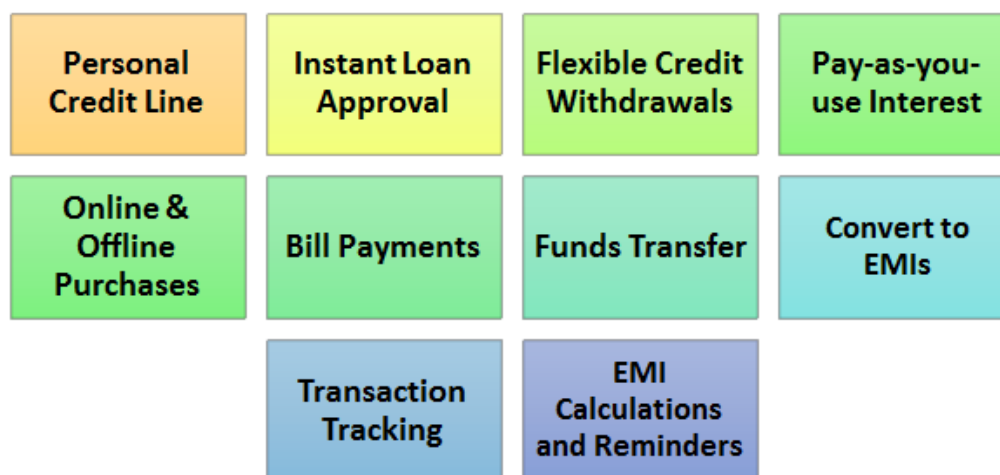 Personal
Credit Line
Instant Loan
Approval
Flexible Credit
Withdrawals
Pay-as-you-
use Interest
Online &
Offline
Purchases
Bill Payments
Funds Transfer
Convert to
EMIs
Transaction
Tracking
EMI
Calculations
and Reminders